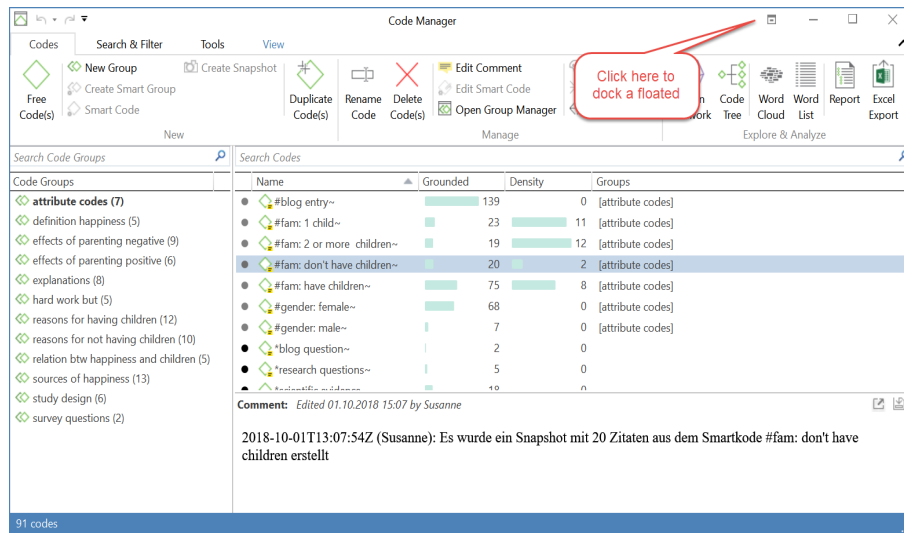 Code Manager
Codes Search & Filter Tools View
New Group
Create Smart Group
Smart Code
Free
Code(s)
New
Create Snapshot
Duplicate
Code(s)
Rename
Code
Delete
Code(s)
Edit Comment
Edit Smart Code
Open Group Manager
Manage
Click here to
dock a floated
Code
Tree
Word
Cloud
Word
List
Report
Excel
Export
Explore & Analyze
Search Code Groups
Search Codes
Code Groups
attribute codes (7)
definition happiness (5)
effects of parenting negative (9)
effects of parenting positive (6)
explanations (8)
hard work but (5)
reasons for having children (12)
reasons for not having children (10)
relation btw happiness and children (5)
sources of happiness (13)
study design (6)
survey questions (2)
Name Grounded Density Groups
#blog entry~ 139 0 [attribute codes]
#fam: 1 child~ 23 11 [attribute codes]
#fam: 2 or more children~ 19 12 [attribute codes]
#fam: don't have children~ 20 2 [attribute codes]
#fam: have children~ 75 8 [attribute codes]
#gender: female~ 68 0 [attribute codes]
#gender: male~ 7 0 [attribute codes]
*blog question~ 2 0
*research questions~ 5 0
Comment: Edited 01.10.2018 15:07 by Susanne
2018-10-01T13:07:54Z (Susanne): Es wurde ein Snapshot mit 20 Zitaten aus dem Smartkode #fam: don't have
children erstellt
91 codes